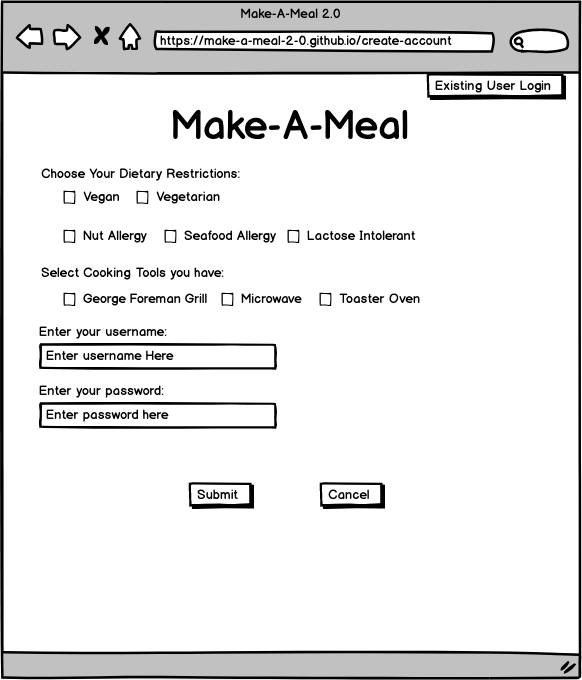 Make-A-Meal 2.0
https://make-a-meal-2-0.github.io/create-account
Existing User Login
Make-A-Meal
Choose Your Dietary Restrictions:
Vegan Vegetarian
Nut Allergy Seafood Allergy Lactose Intolerant
Select Cooking Tools you have:
George Foreman Grill Microwave Toaster Oven
Enter your username:
Enter username Here
Enter your password:
Enter password here
Submit Cancel